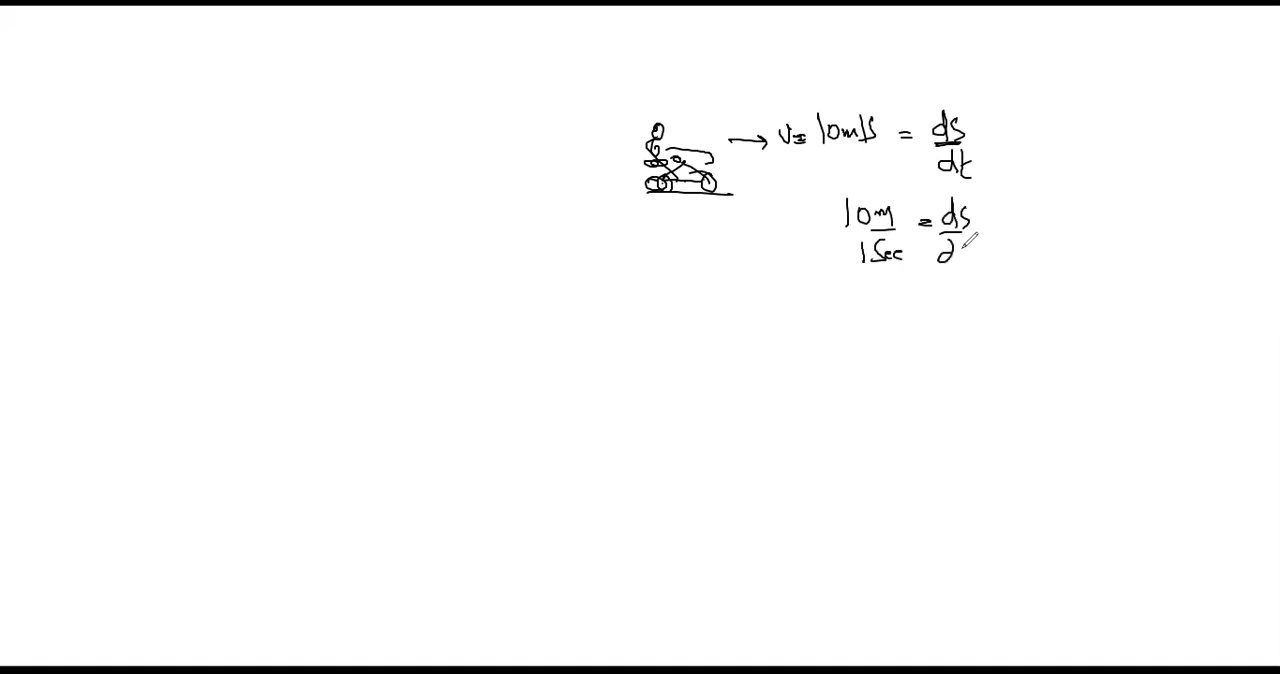 → v = 10m/s = ds/dt
10m/1Sec = ds/d